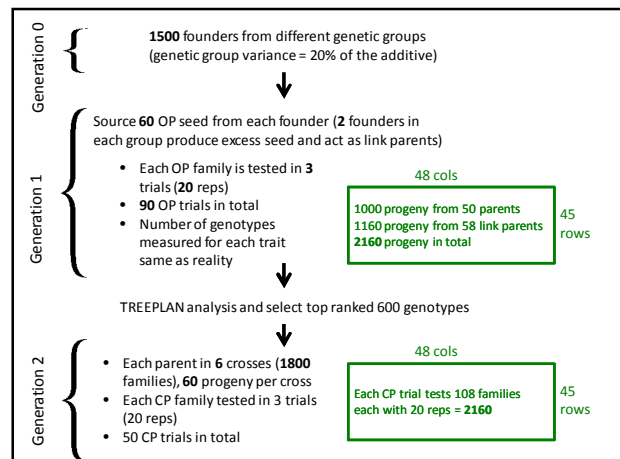 Generation 0
1500 founders from different genetic groups
(genetic group variance = 20% of the additive)
Generation 1
Source 60 OP seed from each founder (2 founders in
each group produce excess seed and act as link parents)
• Each OP family is tested in 3
trials (20 reps)
• 90 OP trials in total
• Number of genotypes
measured for each trait
same as reality
48 cols
1000 progeny from 50 parents
1160 progeny from 58 link parents
2160 progeny in total
45
rows
TREEPLAN analysis and select top ranked 600 genotypes
Generation 2
• Each parent in 6 crosses (1800
families), 60 progeny per cross
• Each CP family tested in 3 trials
(20 reps)
• 50 CP trials in total
48 cols
Each CP trial tests 108 families
each with 20 reps = 2160
45
rows